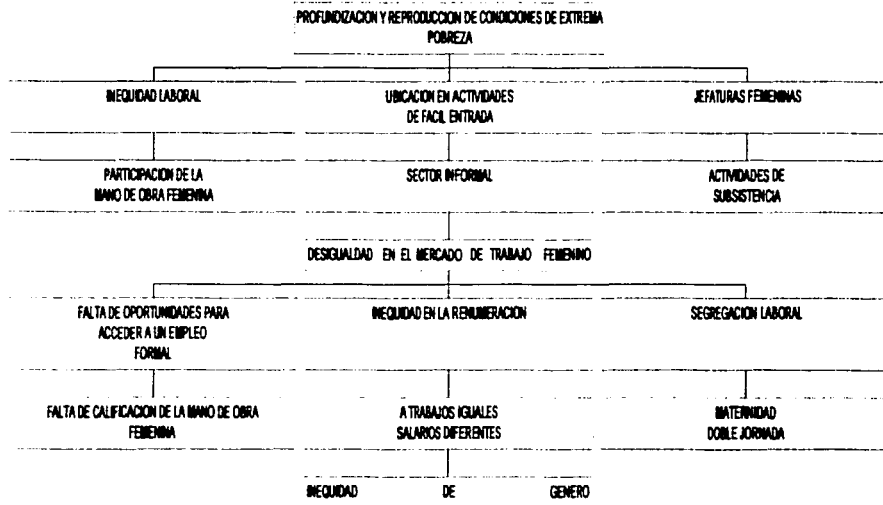 PROFUNDIZACION Y REPRODUCCION DE CONDICIONES DE EXTREMA
POBREZA
INEQUIDAD LABORAL
UBICACION EN ACTIVIDADES
DE FACIL ENTRADA
JEFATURAS FEMENINAS
PARTICIPACION DE LA
MANO DE OBRA FEMENINA
SECTOR INFORMAL
ACTIVIDADES DE
SUBSISTENCIA
DESIGUALDAD EN EL MERCADO DE TRABAJO FEMENINO
FALTA DE OPORTUNIDADES PARA
ACCEDER A UN EMPLEO
FORMAL
INEQUIDAD EN LA RENUMERACION
SEGREGACION LABORAL
FALTA DE CALIFICACION DE LA MANO DE OBRA
FEMENINA
A TRABAJOS IGUALES
SALARIOS DIFERENTES
MATERNIDAD
DOBLE JORNADA
INEQUIDAD DE GENERO